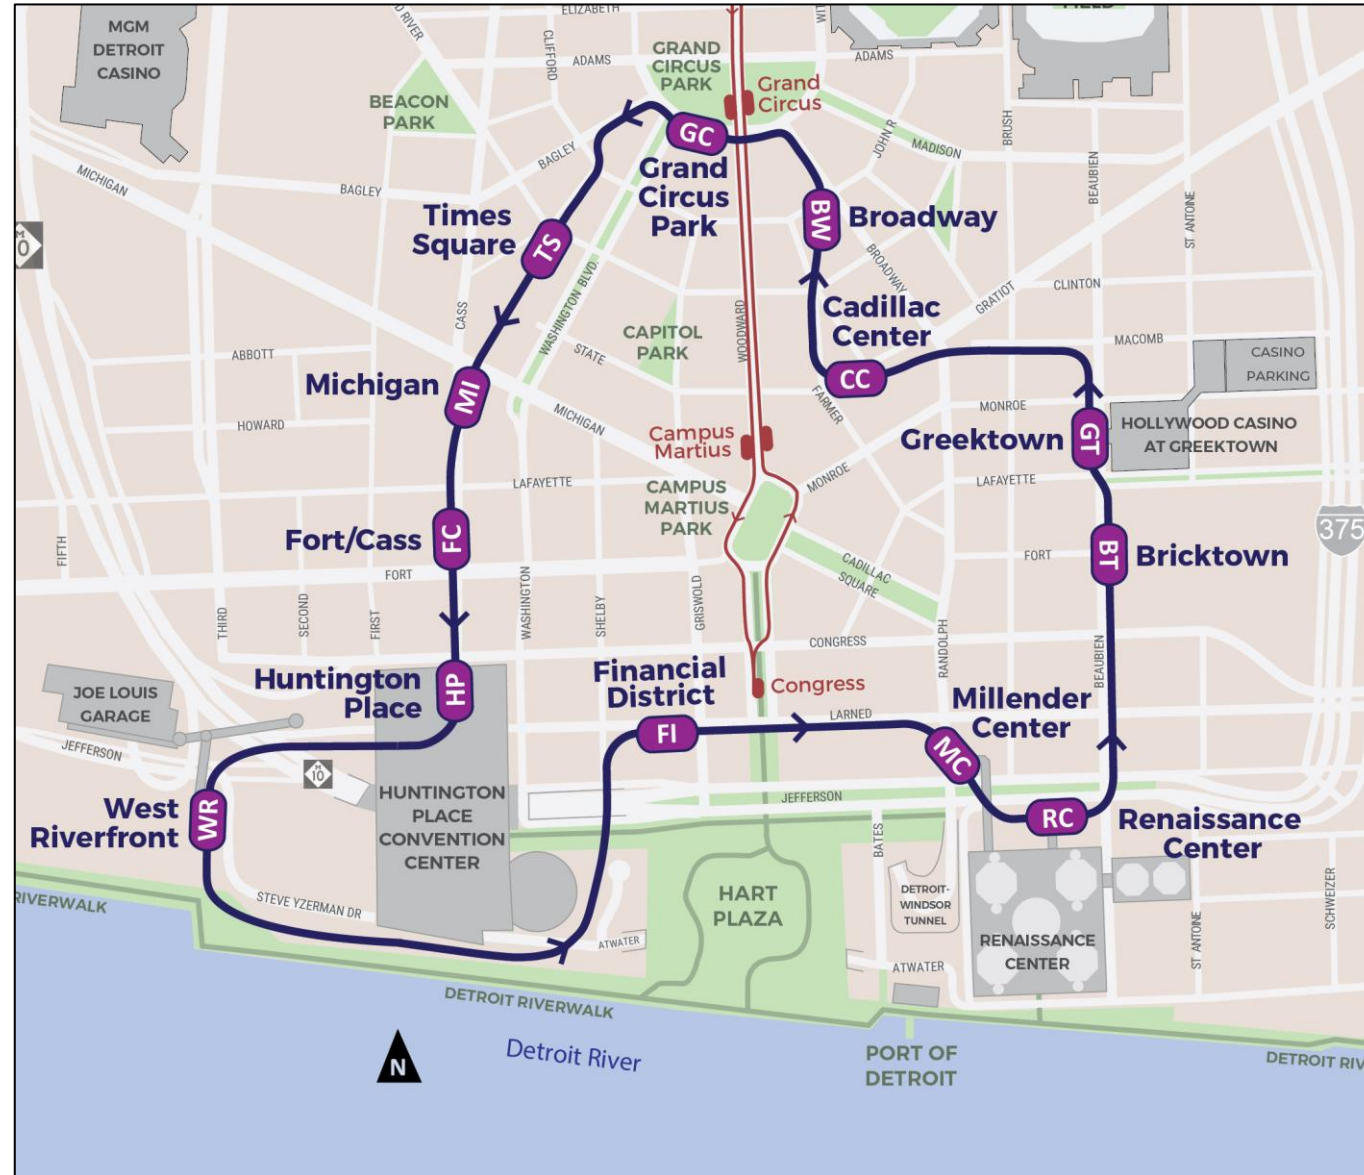 ELIZABETH
MGM
DETROIT
CASINO
CLIFFORD
ADAMS
GRAND
CIRCUS
PARK
ADAMS
Grand
Circus
BEACON
PARK
GC
JOHN R
BRUSH
MADISON
BAGLEY
MICHIGAN
BAGLEY
Grand
Circus
Park
BEAUBIEN
ST. ANTOINE
Times
Square
TS
BW
Broadway
10
WASHINGTON BLVD.
BROADWAY
GRATIOT
CLINTON
CASS
WOODWARD
Cadillac
Center
CAPITOL
PARK
STATE
ABBOTT
MACOMB
CASINO
PARKING
Michigan
MI
CC
FARMER
MICHIGAN
MONROE
HOWARD
Campus
Martius
Greektown
GT
HOLLYWOOD CASINO
AT GREEKTOWN
LAFAYETTE
CAMPUS
MARTIUS
PARK
MONROE
LAFAYETTE
Fort/Cass
FC
375
FIFTH
FORT
CADILLAC
SQUARE
FORT
BT
Bricktown
THIRD
SECOND
FIRST
WASHINGTON
SHELBY
GRISWOLD
CONGRESS
RANDOLPH
BEAUBIEN
Huntington
Place
HP
Financial
District
Congress
JOE LOUIS
GARAGE
Millender
Center
FI
LARNED
MC
JEFFERSON
M
10
West
Riverfront
WR
HUNTINGTON
PLACE
CONVENTION
CENTER
JEFFERSON
RC
Renaissance
Center
BATES
STEVE YZERMAN DR
HART
PLAZA
DETROIT-
WINDSOR
TUNNEL
SCHWEIZER
RIVERWALK
ATWATER
RENAISSANCE
CENTER
ST. ANTOINE
ATWATER
DETROIT RIVERWALK
N
Detroit River
PORT OF
DETROIT
DETROIT RIV